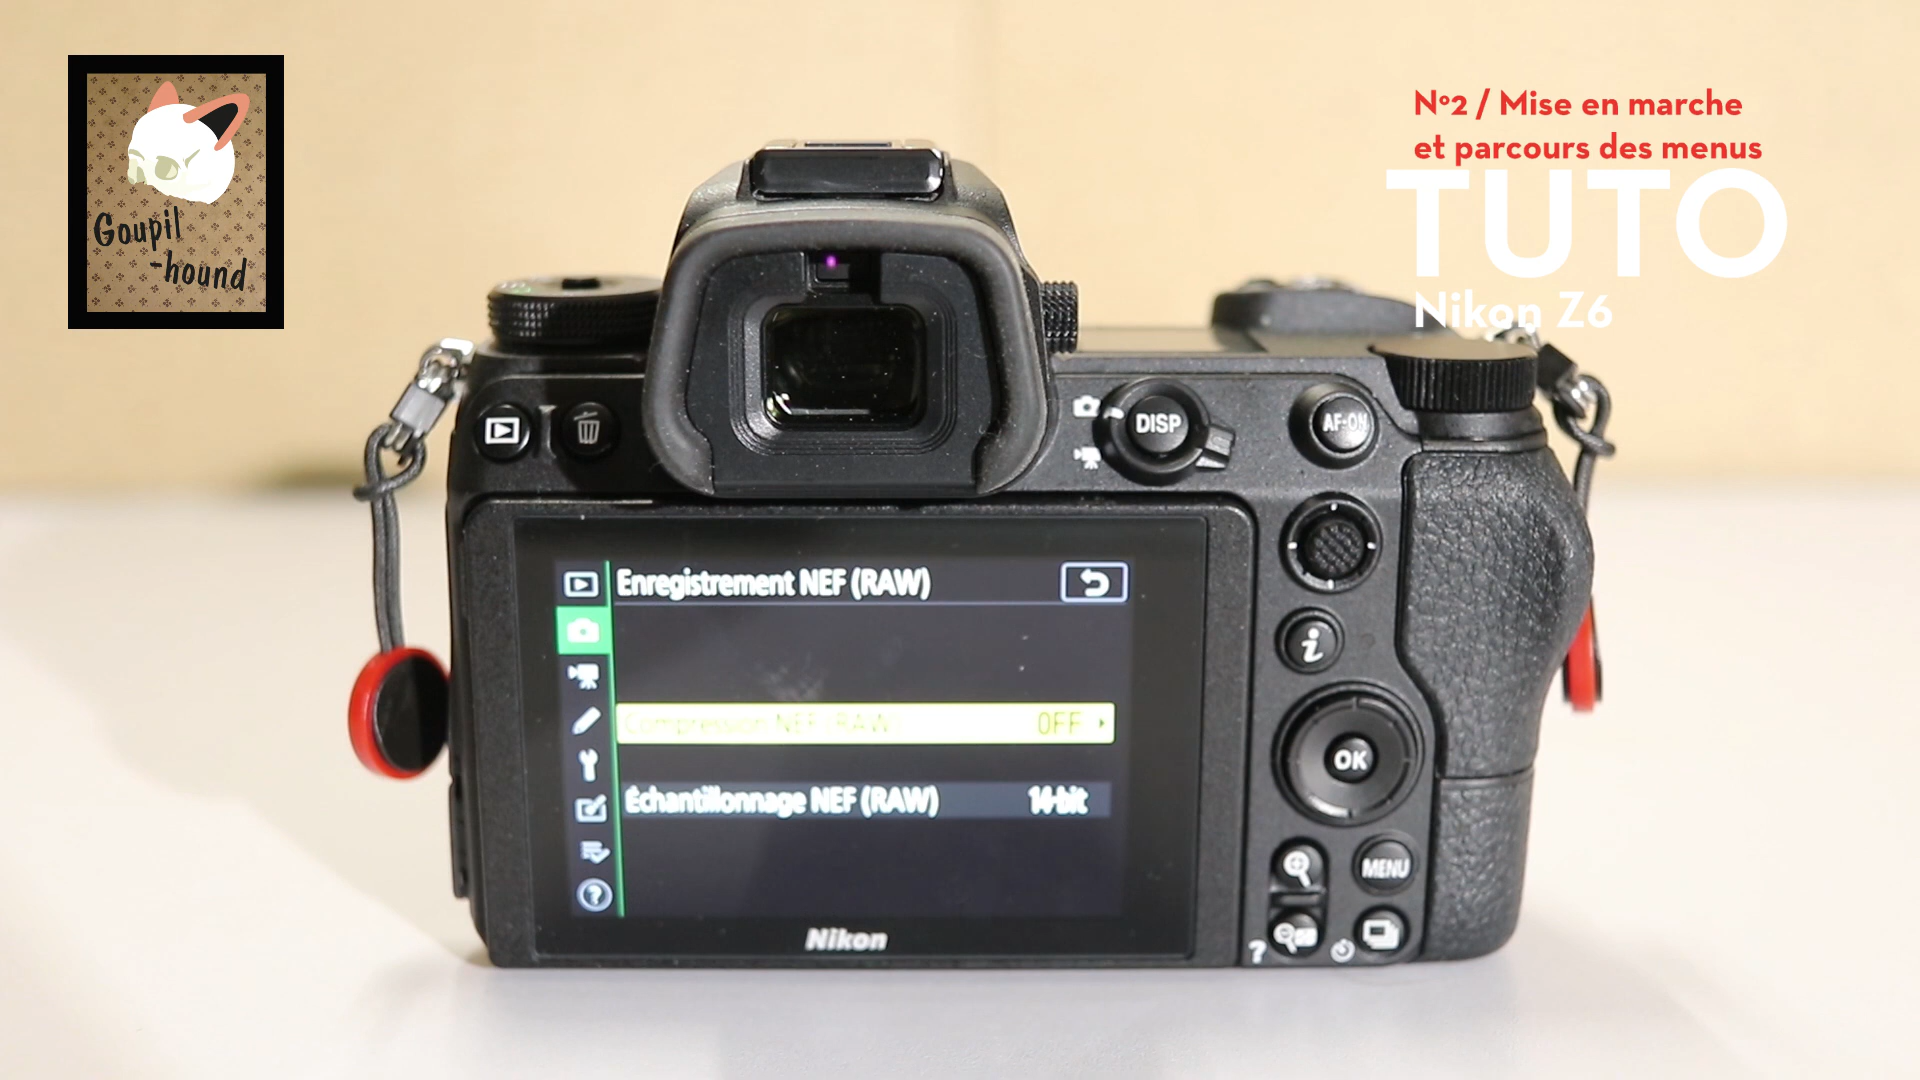 Goupil
-hound
N°2 / Mise en marche
et parcours des menus
TUTO
Nikon Z6
DISP
AF-ON
Enregistrement NEF (RAW)
i
Compression NEF (RAW) OFF
OK
Échantillonnage NEF (RAW) 14-bit
MENU
?
?
Nikon